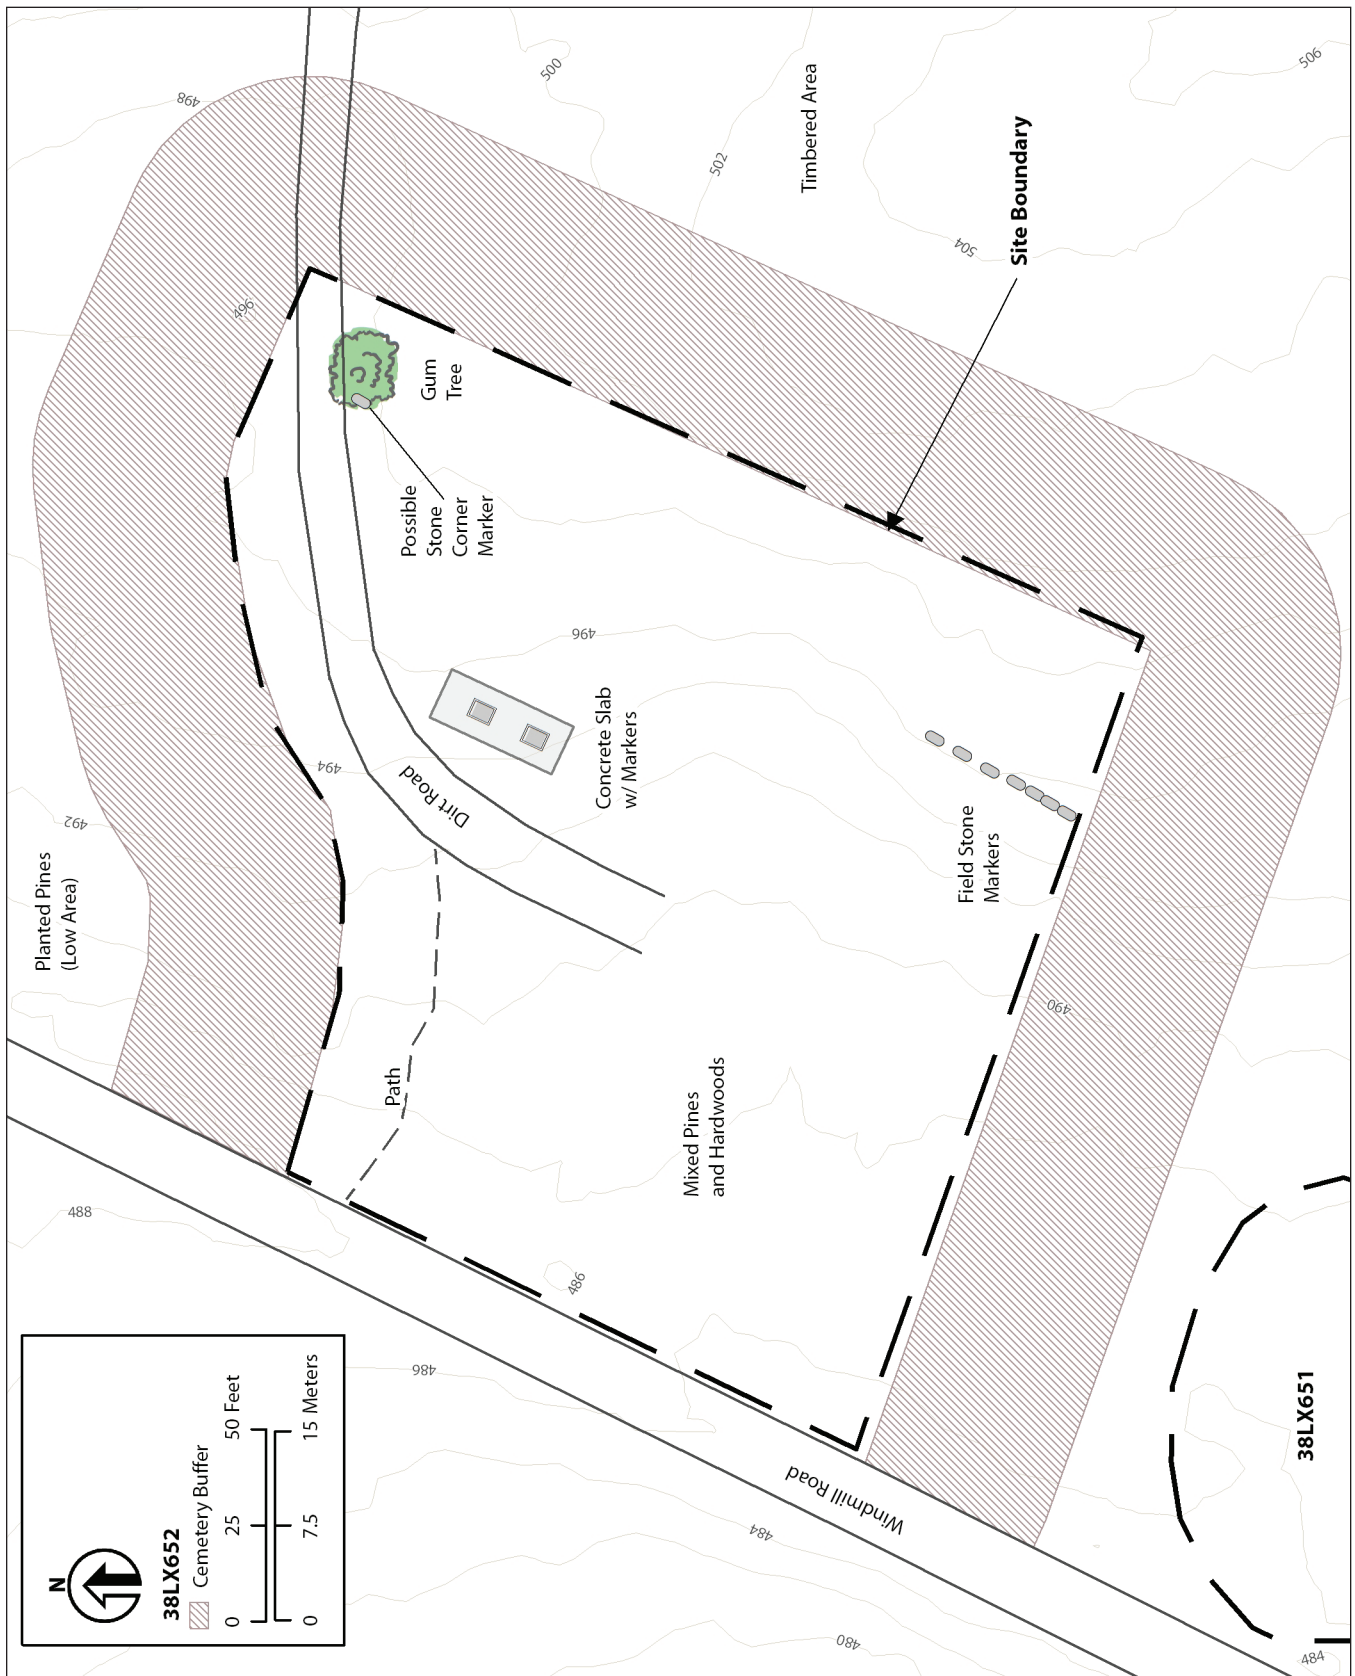 N
38LX652
Cemetery Buffer
0 25 50 Feet
0 7.5 15 Meters
Planted Pines
(Low Area)
Path
Dirt Road
Gum
Tree
Possible
Stone
Corner
Marker
Concrete Slab
w/ Markers
Field Stone
Markers
Mixed Pines
and Hardwoods
Timbered Area
Site Boundary
Windmill Road
38LX651
498
500
502
504
506
496
496
494
492
490
488
486
486
484
480
484